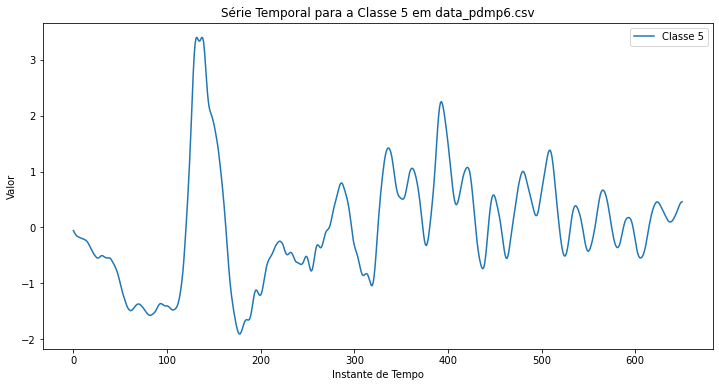 Série Temporal para a Classe 5 em data_pdmp6.csv
Classe 5
Valor
3
2
1
0
−1
−2
0 100 200 300 400 500 600
Instante de Tempo